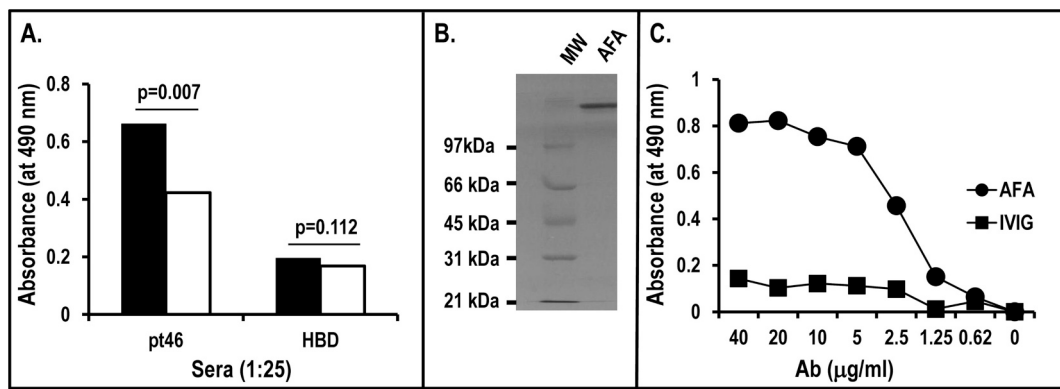 A.
Absorbance (at 490 nm)
0.8
0.6
0.4
0.2
0
p=0.007
p=0.112
pt46
HBD
Sera (1:25)
B.
MW
AFA
97kDa
66 kDa
45 kDa
31 kDa
21 kDa
C.
Absorbance (at 490 nm)
1
0.8
0.6
0.4
0.2
0
AFA
IVIG
40 20 10 5 2.5 1.25 0.62 0
Ab (μg/ml)